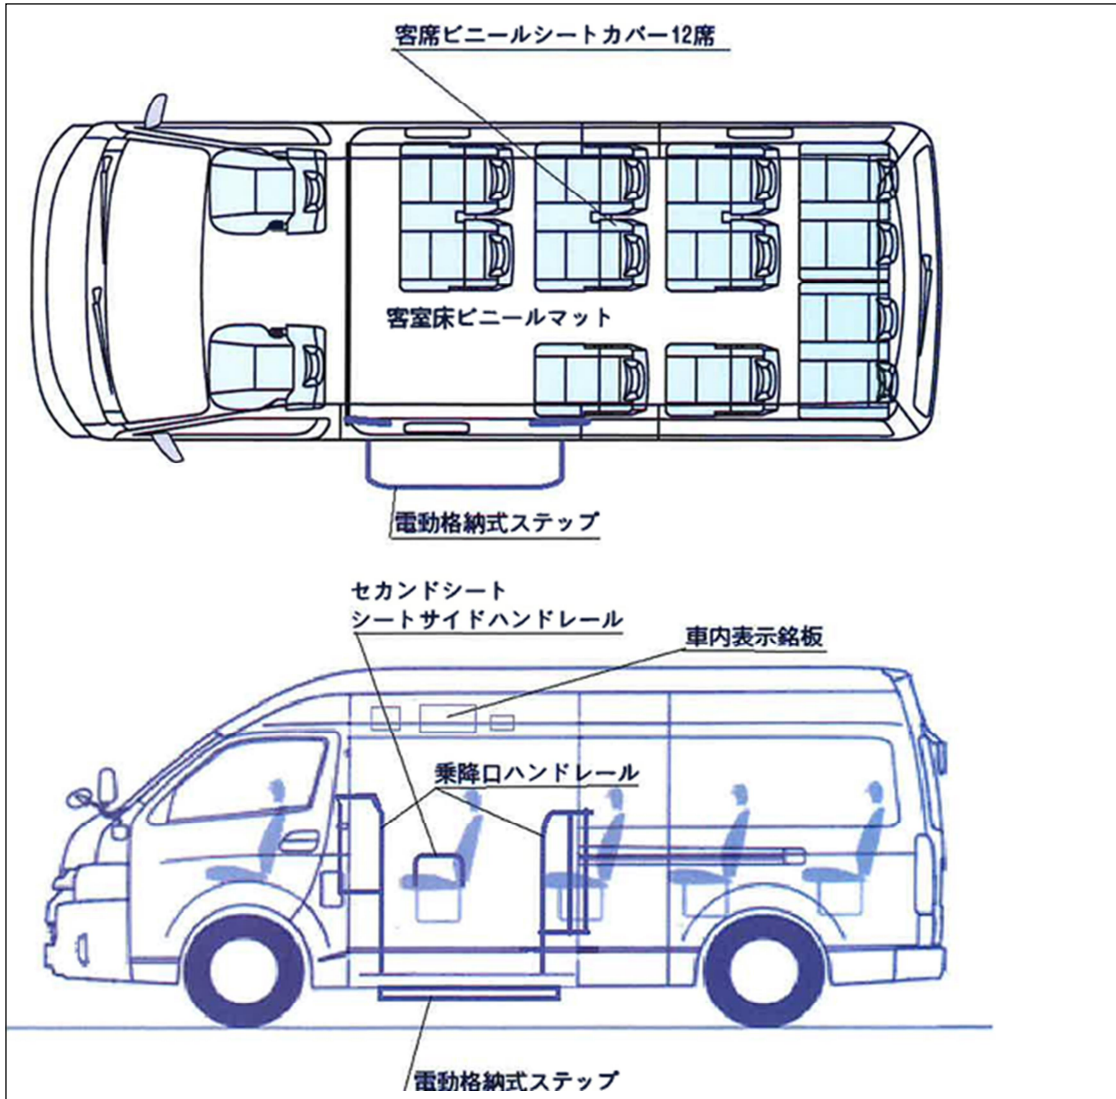 客席ビニールシートカバー12席
客室床ビニールマット
電動格納式ステップ
セカンドシート
シートサイドハンドレール
車内表示銘板
乗降口ハンドレール
電動格納式ステップ